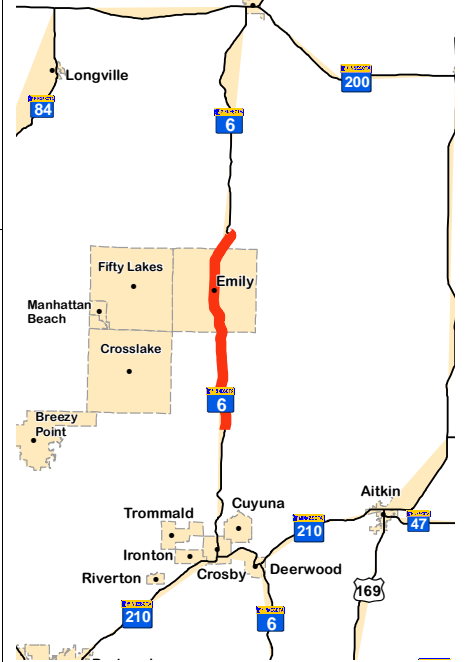 Longville
84
200
6
Fifty Lakes
Emily
Manhattan
Beach
Crosslake
6
Breezy
Point
Aitkin
Trommald
Cuyuna
210
47
Ironton
Riverton
Crosby
Deerwood
169
210
6